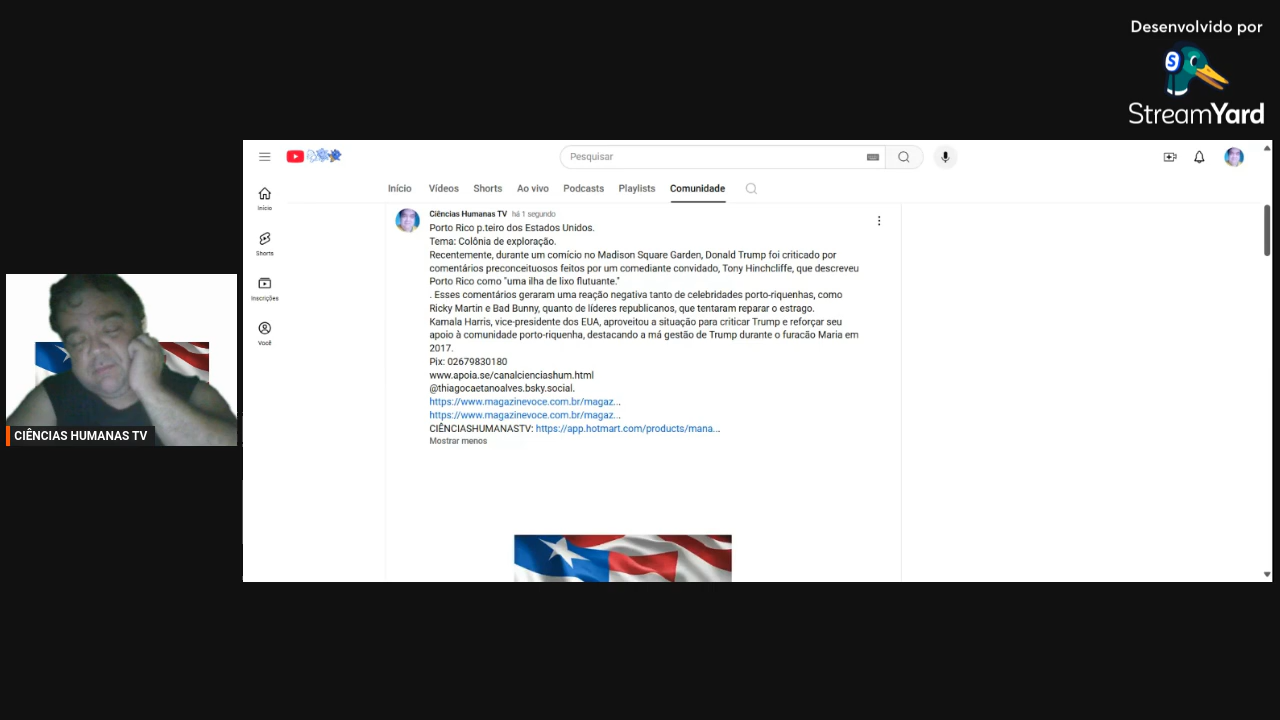 Desenvolvido por
S
StreamYard
Pesquisar
Início
Vídeos
Shorts
Ao vivo
Podcasts
Playlists
Comunidade
Início
Shorts
Inscrições
Você
Ciências Humanas TV há 1 segundo
Porto Rico p.teiro dos Estados Unidos.
Tema: Colônia de exploração.
Recentemente, durante um comício no Madison Square Garden, Donald Trump foi criticado por
comentários preconceituosos feitos por um comediante convidado, Tony Hinchcliffe, que descreveu
Porto Rico como "uma ilha de lixo flutuante."
. Esses comentários geraram uma reação negativa tanto de celebridades porto-riquenhas, como
Ricky Martin e Bad Bunny, quanto de líderes republicanos, que tentaram reparar o estrago.
Kamala Harris, vice-presidente dos EUA, aproveitou a situação para criticar Trump e reforçar seu
apoio à comunidade porto-riquenha, destacando a má gestão de Trump durante o furacão Maria em
2017.
Pix: 02679830180
www.apoia.se/canalcienciashum.html
@thiagocaetanoalves.bsky.social.
https://www.magazinevoce.com.br/magaz...
https://www.magazinevoce.com.br/magaz...
CIÊNCIASHUMANASTV: https://app.hotmart.com/products/mana...
Mostrar menos
CIÊNCIAS HUMANAS TV